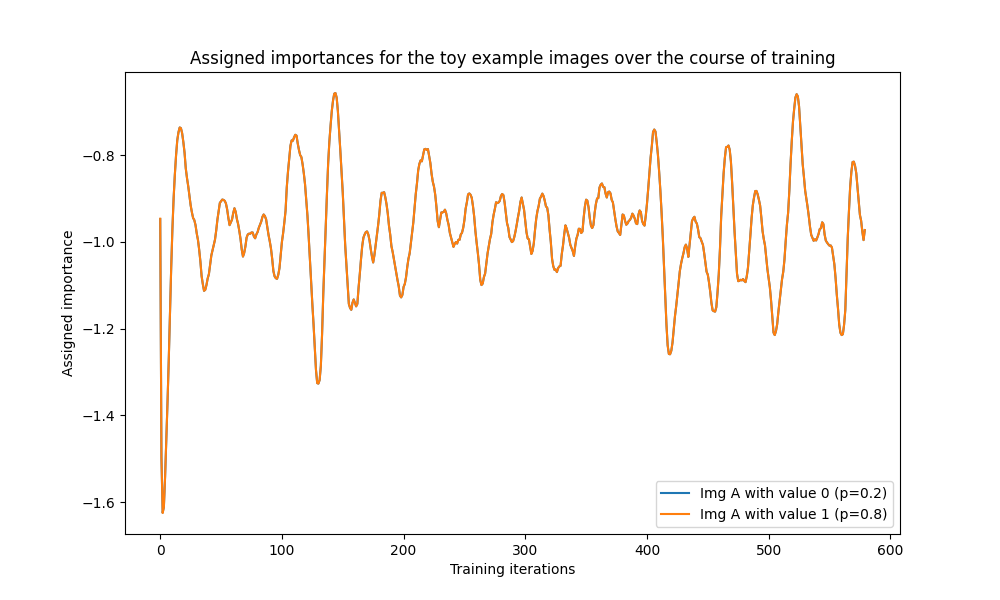 Assigned importances for the toy example images over the course of training
Assigned importance
−0.8
−1.0
−1.2
−1.4
−1.6
0 100 200 300 400 500 600
Training iterations
Img A with value 0 (p=0.2)
Img A with value 1 (p=0.8)